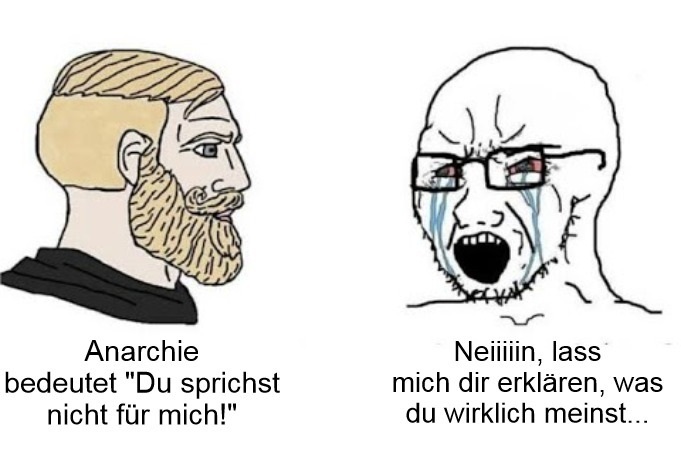 Anarchie
bedeutet "Du sprichst
nicht für mich!"
Neiiiiin, lass
mich dir erklären, was
du wirklich meinst...